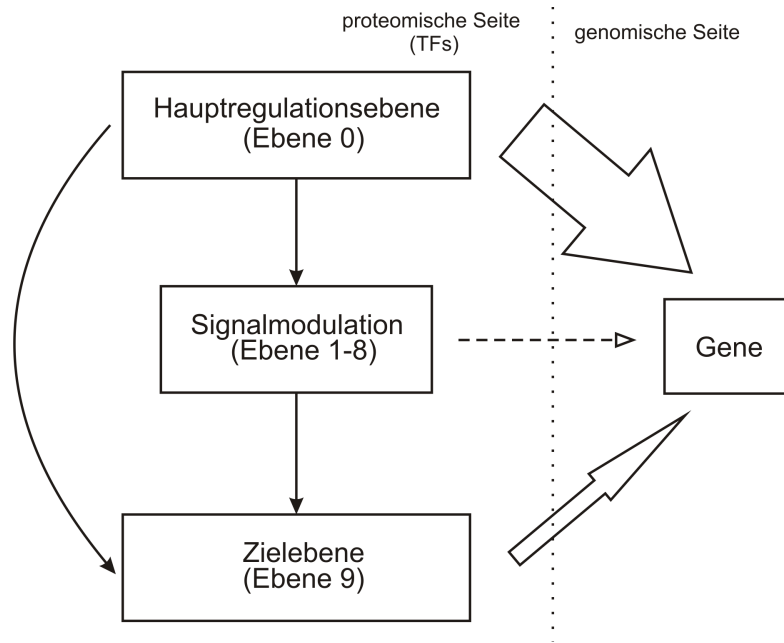 proteomische Seite
(TFs)
genomische Seite
Hauptregulationsebene
(Ebene 0)
Signalmodulation
(Ebene 1-8)
Gene
Zielebene
(Ebene 9)